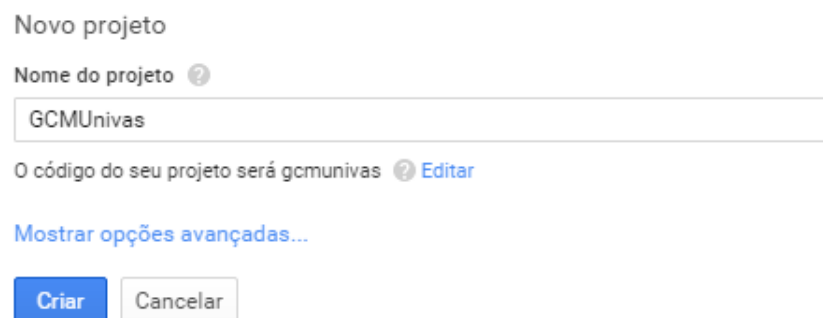 Novo projeto
Nome do projeto ?
GCMUnivas
O código do seu projeto será gcmunivas ? Editar
Mostrar opções avançadas...
Criar Cancelar